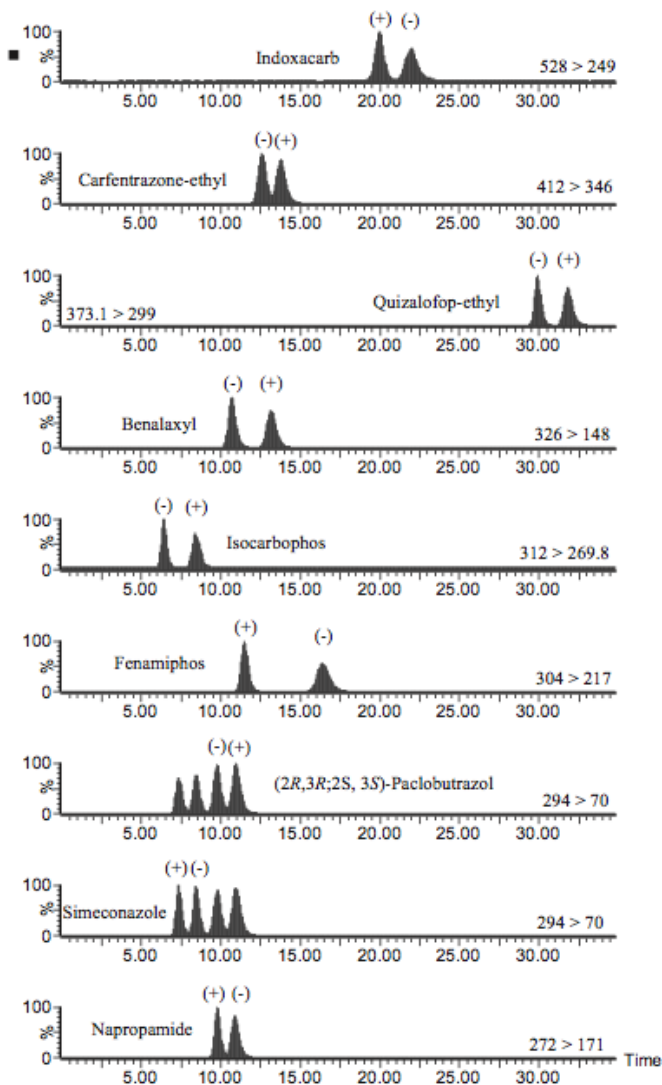 (+) (-)
100
%
0
Indoxacarb
528 > 249
5.00 10.00 15.00 20.00 25.00 30.00
(-) (+)
100
%
0
Carfentrazone-ethyl
412 > 346
5.00 10.00 15.00 20.00 25.00 30.00
(-) (+)
100
%
0
Quizalofop-ethyl
373.1 > 299
5.00 10.00 15.00 20.00 25.00 30.00
(-) (+)
100
%
0
Benalaxyl
326 > 148
5.00 10.00 15.00 20.00 25.00 30.00
(-) (+)
100
%
0
Isocarbophos
312 > 269.8
5.00 10.00 15.00 20.00 25.00 30.00
(+) (-)
100
%
0
Fenamiphos
304 > 217
5.00 10.00 15.00 20.00 25.00 30.00
(-) (+)
100
%
0
(2R,3R;2S, 3S)-Paclobutrazol
294 > 70
5.00 10.00 15.00 20.00 25.00 30.00
(+) (-)
100
%
0
Simeconazole
294 > 70
5.00 10.00 15.00 20.00 25.00 30.00
(+) (-)
100
%
0
Napropamide
272 > 171
Time
5.00 10.00 15.00 20.00 25.00 30.00